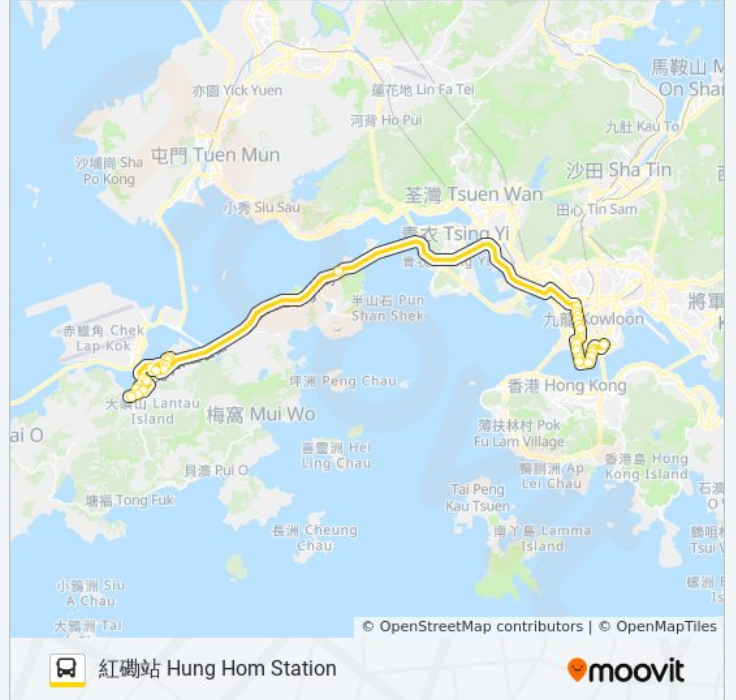 馬鞍山 M
On Shan
亦園 Yick Yuen
蓮花地 Lin Fa Tei
河背 Ho Pui
九肚 Kau To
沙埔崗 Sha
Po Kong
屯門 Tuen Mun
沙田 Sha Tin
荃灣 Tsuen Wan
小秀 Siu Sau
田心 Tin Sam
青衣 Tsing Yi
半山石 Pun
Shan Shek
將軍
九龍 Kowloon
赤鱲角 Chek
Lap Kok
坪洲 Peng Chau
香港 Hong Kong
大嶼山 Lantau
Island
梅窩 Mui Wo
薄扶林村 Pok
Fu Lam Village
ai O
喜靈洲 Hei
Ling Chau
香港島 Hong
Kong Island
鴨脷洲 Ap
Lei Chau
貝澳 Pui O
塘福 Tong Fuk
Tai Peng
Kau Tsuen
石澳
O
長洲 Cheung
Chau
南丫島 Lamma
Island
鶴咀村
Tsui
小鴉洲 Siu
A Chau
螺洲
Is
大鴉洲 Tai
© OpenStreetMap contributors | © OpenMapTiles
紅磡站 Hung Hom Station
moovit